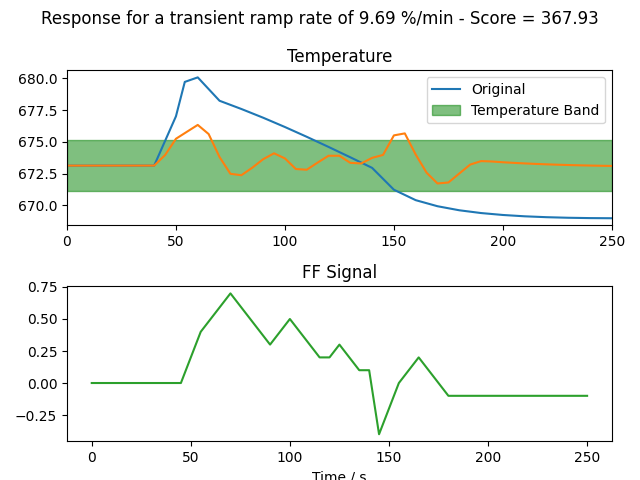 Response for a transient ramp rate of 9.69 %/min - Score = 367.93
Temperature
680.0
677.5
675.0
672.5
670.0
Original
Temperature Band
0 50 100 150 200 250
FF Signal
0.75
0.50
0.25
0.00
−0.25
0 50 100 150 200 250
Time / s